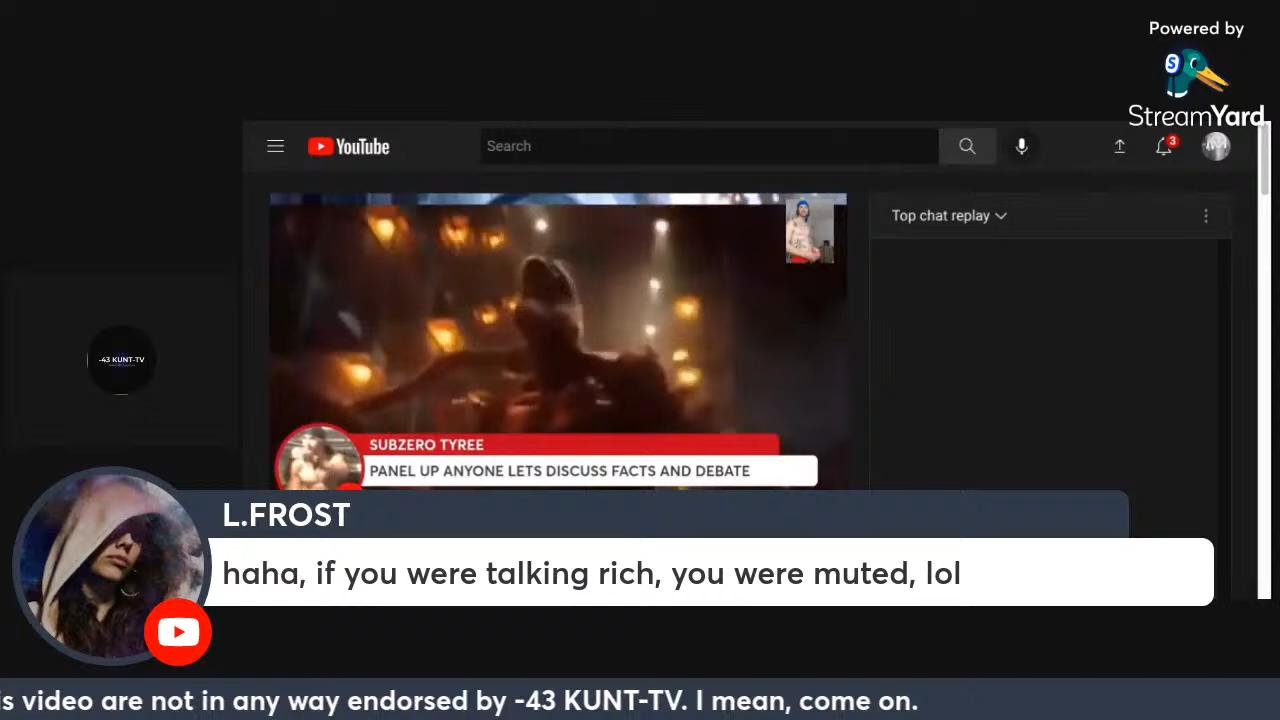 Powered by
S
StreamYard
YouTube
Search
3
Top chat replay
-43 KUNT-TV
SUBZERO TYREE
PANEL UP ANYONE LETS DISCUSS FACTS AND DEBATE
L.FROST
haha, if you were talking rich, you were muted, lol
is video are not in any way endorsed by -43 KUNT-TV. I mean, come on.